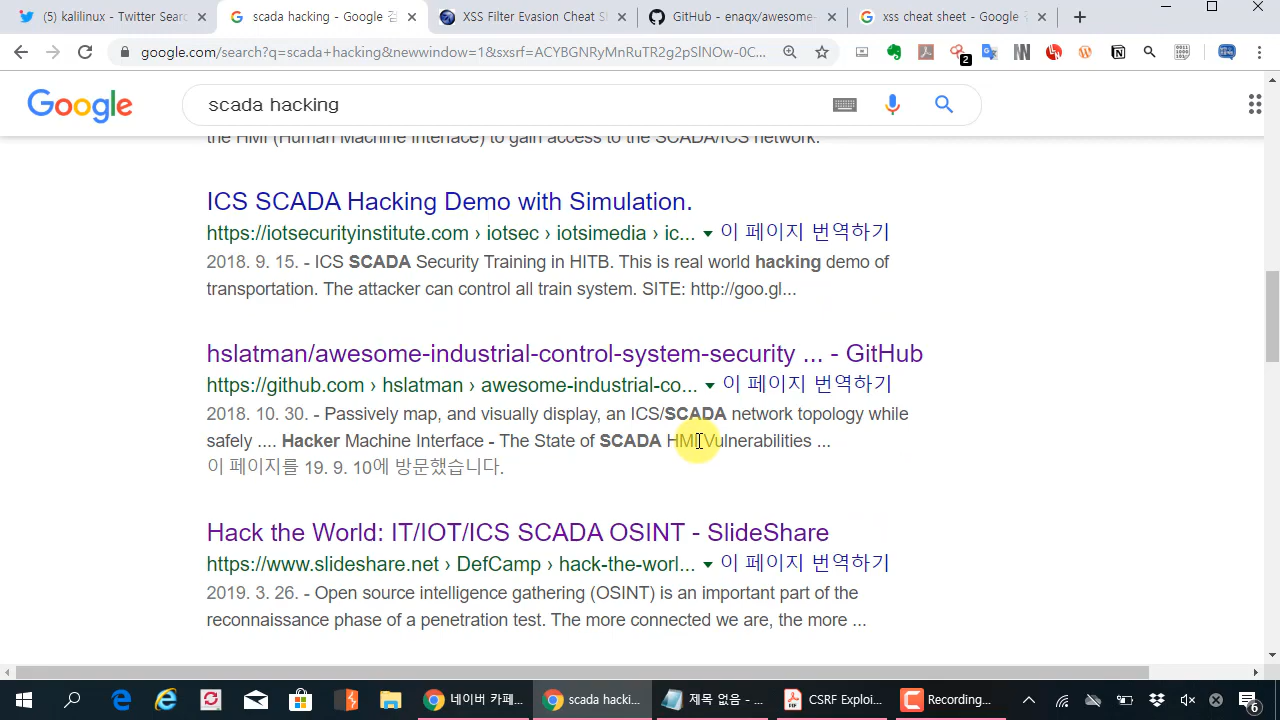 (5) kalilinux - Twitter Sear
scada hacking - Google 검
XSS Filter Evasion Cheat S
GitHub - enaqx/awesome-
xss cheat sheet - Google
google.com/search?q=scada+hacking&newwindow=1&sxsrf=ACYBGNRyMnRuTR2g2pSlNOw-0C...
2
Google
scada hacking
the HMI (Human Machine Interface) to gain access to the SCADA/ICS network.
ICS SCADA Hacking Demo with Simulation.
https://iotsecurityinstitute.com › iotsec › iotsimedia › ic... 이 페이지 번역하기
2018. 9. 15. - ICS SCADA Security Training in HITB. This is real world hacking demo of
transportation. The attacker can control all train system. SITE: http://goo.gl...
hslatman/awesome-industrial-control-system-security ... - GitHub
https://github.com › hslatman › awesome-industrial-co... 이 페이지 번역하기
2018. 10. 30. - Passively map, and visually display, an ICS/SCADA network topology while
safely .... Hacker Machine Interface - The State of SCADA HMI Vulnerabilities ...
이 페이지를 19. 9. 10에 방문했습니다.
Hack the World: IT/IOT/ICS SCADA OSINT - SlideShare
https://www.slideshare.net › DefCamp › hack-the-worl... 이 페이지 번역하기
2019. 3. 26. - Open source intelligence gathering (OSINT) is an important part of the
reconnaissance phase of a penetration test. The more connected we are, the more ...
네이버 카페...
scada hacki...
제목 없음 - ...
CSRF Exploi...
Recording...
6